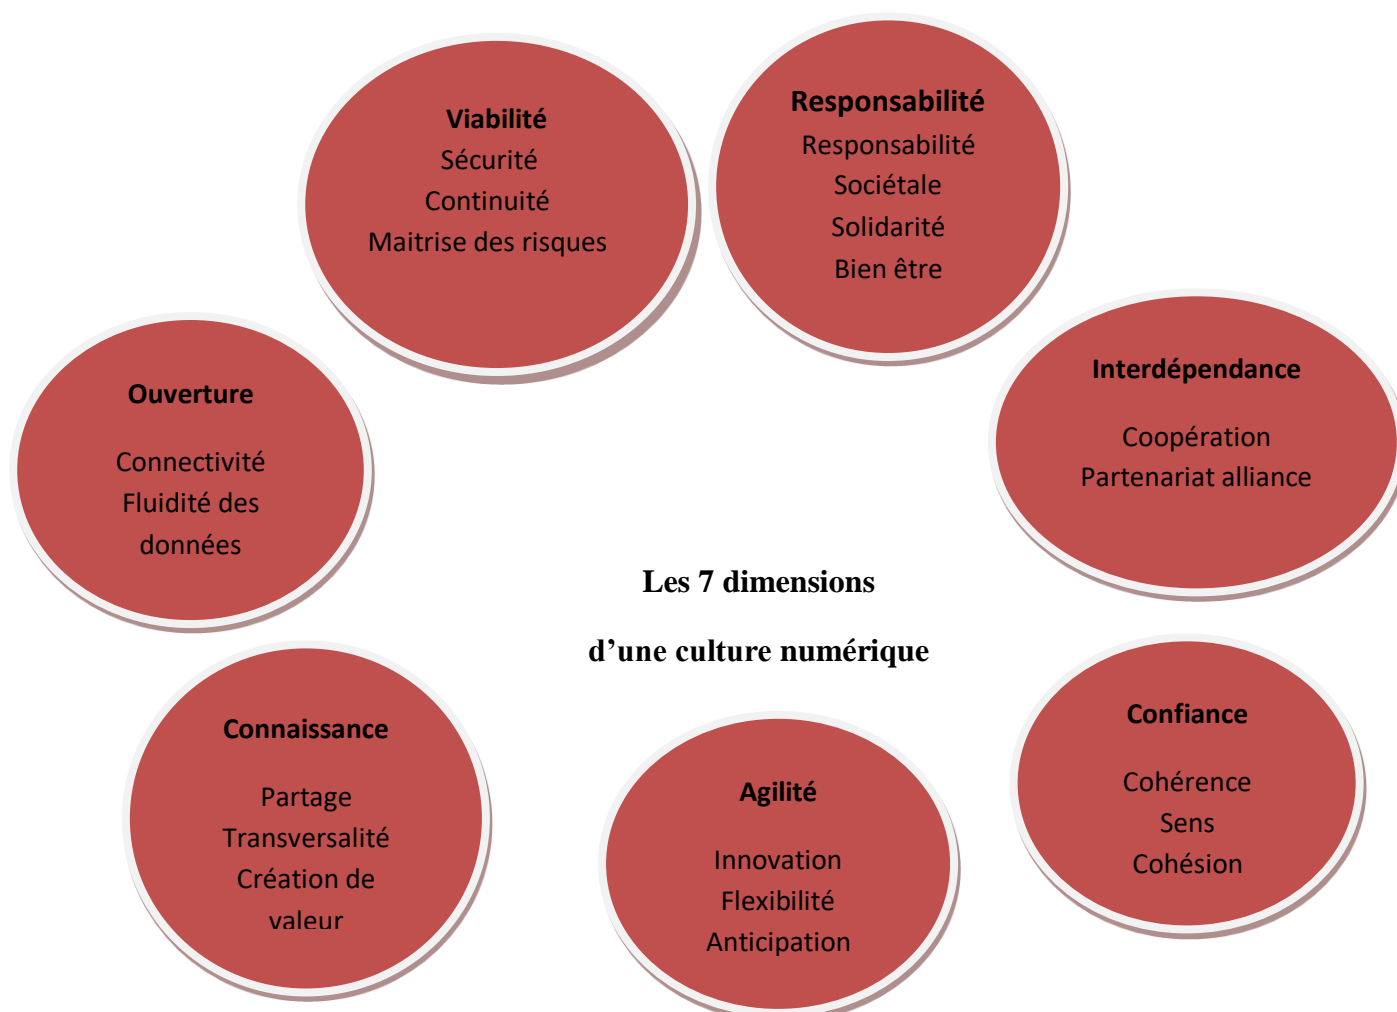 Viabilité
Sécurité
Continuité
Maitrise des risques
Responsabilité
Responsabilité
Sociétale
Solidarité
Bien être
Interdépendance
Coopération
Partenariat alliance
Ouverture
Connectivité
Fluidité des
données
Les 7 dimensions
d’une culture numérique
Connaissance
Partage
Transversalité
Création de
valeur
Agilité
Innovation
Flexibilité
Anticipation
Confiance
Cohérence
Sens
Cohésion